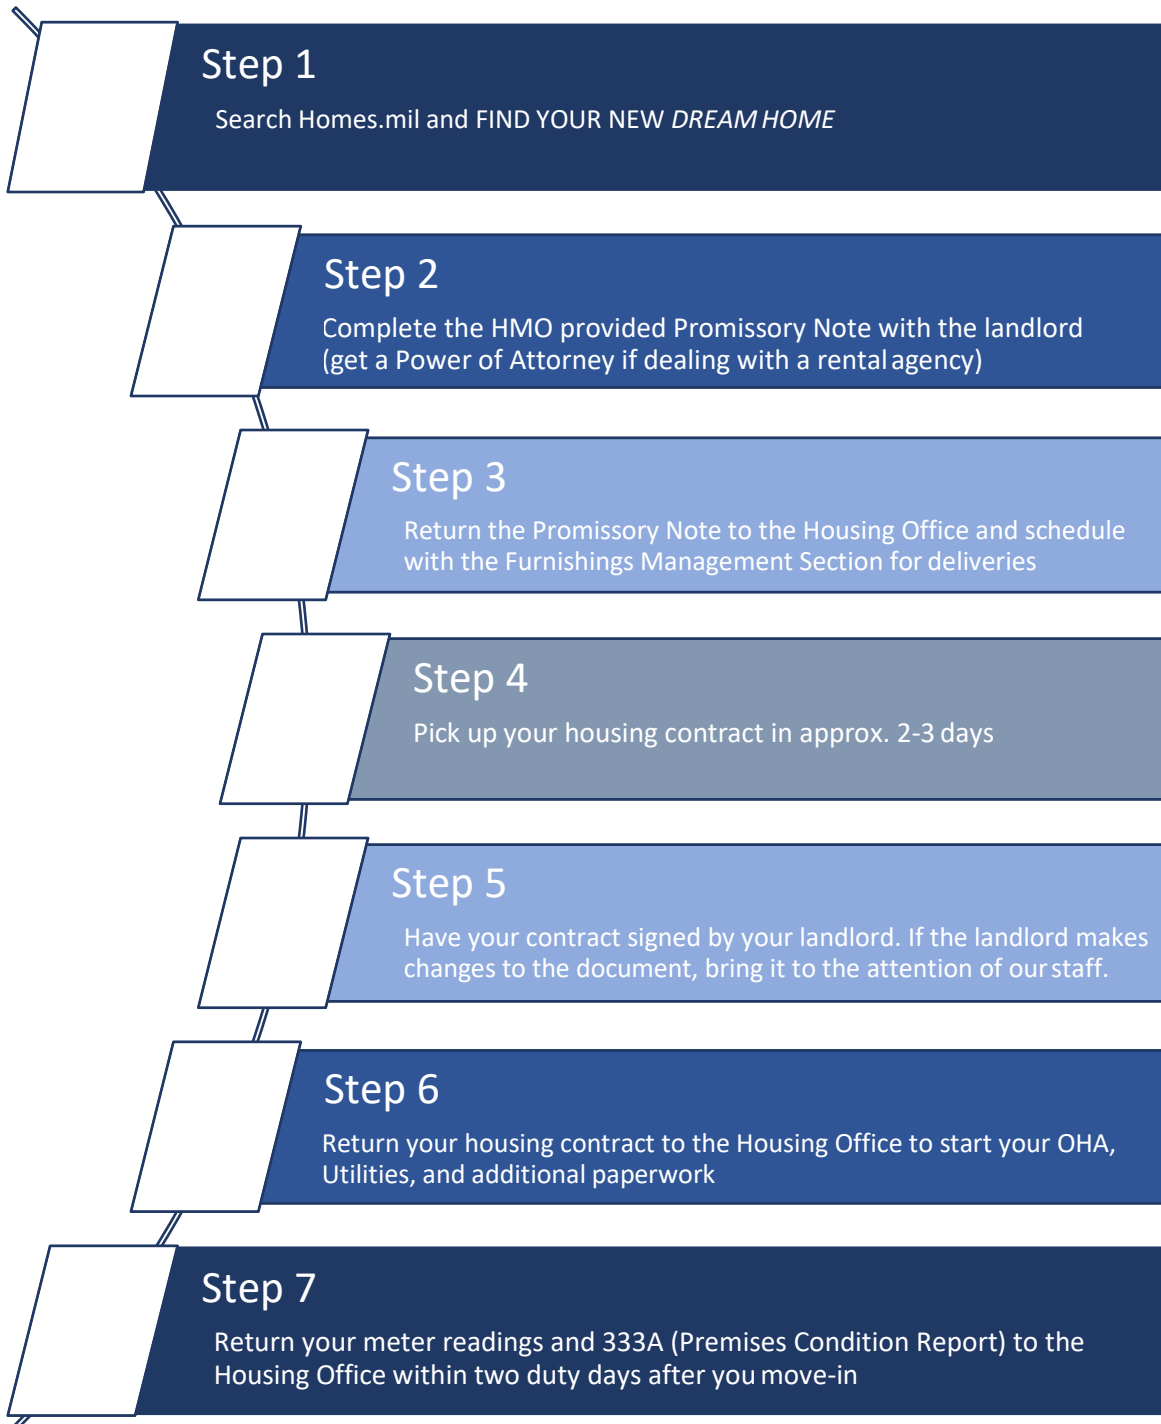 Step 1
Search Homes.mil and FIND YOUR NEW DREAM HOME
Step 2
Complete the HMO provided Promissory Note with the landlord
(get a Power of Attorney if dealing with a rental agency)
Step 3
Return the Promissory Note to the Housing Office and schedule
with the Furnishings Management Section for deliveries
Step 4
Pick up your housing contract in approx. 2-3 days
Step 5
Have your contract signed by your landlord. If the landlord makes
changes to the document, bring it to the attention of our staff.
Step 6
Return your housing contract to the Housing Office to start your OHA,
Utilities, and additional paperwork
Step 7
Return your meter readings and 333A (Premises Condition Report) to the
Housing Office within two duty days after you move-in